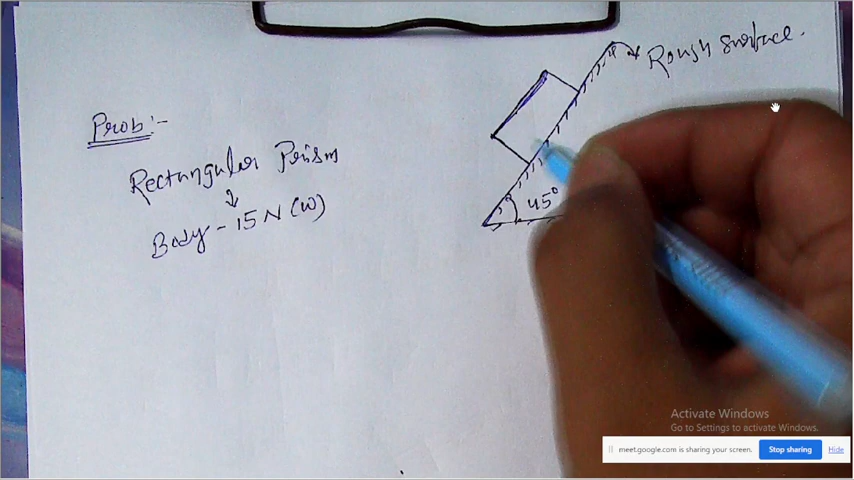 Prob:-
Rectangular Prism
Body - 15 N (W)
Rough surface.
45°
Activate Windows
Go to Settings to activate Windows.
meet.google.com is sharing your screen.
Stop sharing
Hide